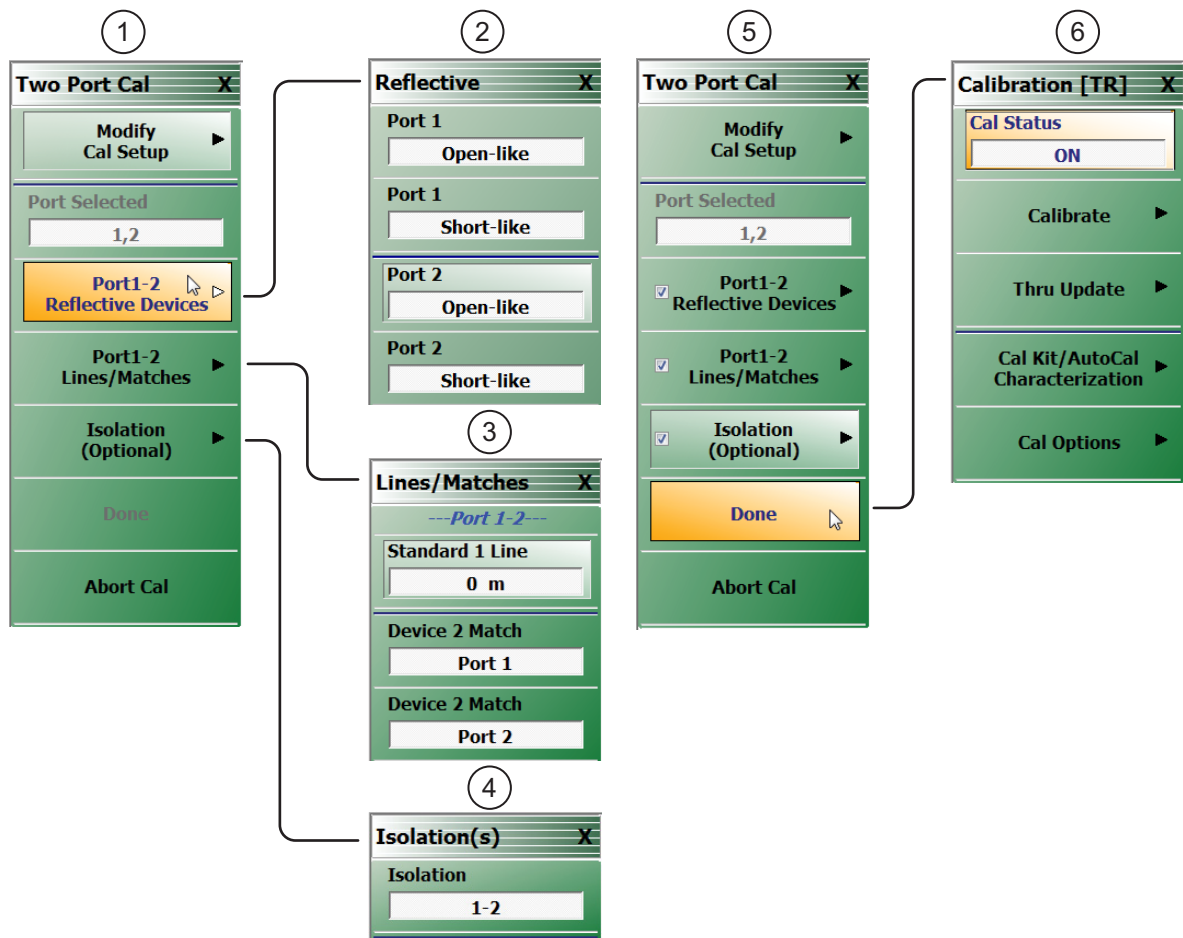 1
Two Port Cal X
Modify
Cal Setup
Port Selected
1,2
Port1-2
Reflective Devices
Port1-2
Lines/Matches
Isolation
(Optional)
Done
Abort Cal
2
Reflective X
Port 1
Open-like
Port 1
Short-like
Port 2
Open-like
Port 2
Short-like
3
Lines/Matches X
---Port 1-2---
Standard 1 Line
0 m
Device 2 Match
Port 1
Device 2 Match
Port 2
4
Isolation(s) X
Isolation
1-2
5
Two Port Cal X
Modify
Cal Setup
Port Selected
1,2
Port1-2
Reflective Devices
Port1-2
Lines/Matches
Isolation
(Optional)
Done
Abort Cal
6
Calibration [TR] X
Cal Status
ON
Calibrate
Thru Update
Cal Kit/AutoCal
Characterization
Cal Options